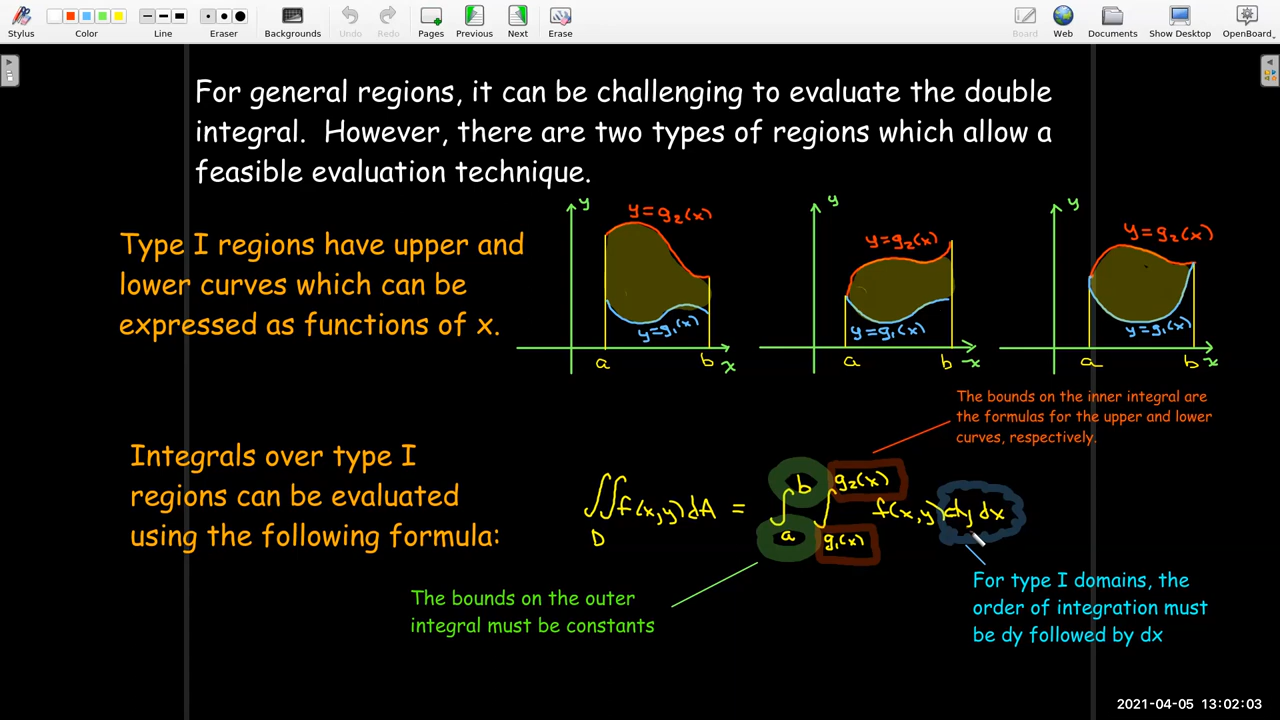 Stylus
Color
Line
Eraser
Backgrounds
Undo
Redo
Pages
Previous
Next
Erase
Board
Web
Documents
Show Desktop
OpenBoard
For general regions, it can be challenging to evaluate the double
integral. However, there are two types of regions which allow a
feasible evaluation technique.
Type I regions have upper and
lower curves which can be
expressed as functions of x.
y
y=g₂(x)
y=g₁(x)
a
b
x
y
y=g₂(x)
y=g₁(x)
a
b
x
y
y=g₂(x)
y=g₁(x)
a
b
x
The bounds on the inner integral are
the formulas for the upper and lower
curves, respectively.
Integrals over type I
regions can be evaluated
using the following formula:
∬_D f(x,y)dA = ∫_a^b ∫_{g₁(x)}^{g₂(x)} f(x,y)dy dx
The bounds on the outer
integral must be constants
For type I domains, the
order of integration must
be dy followed by dx
2021-04-05 13:02:03